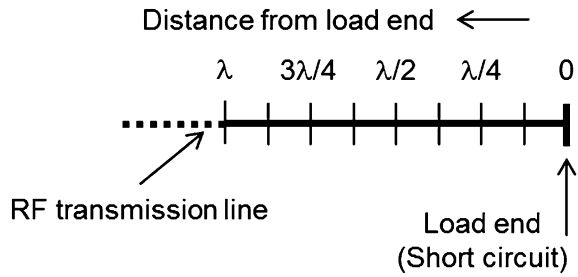 Distance from load end
λ 3λ/4 λ/2 λ/4 0
RF transmission line
Load end
(Short circuit)